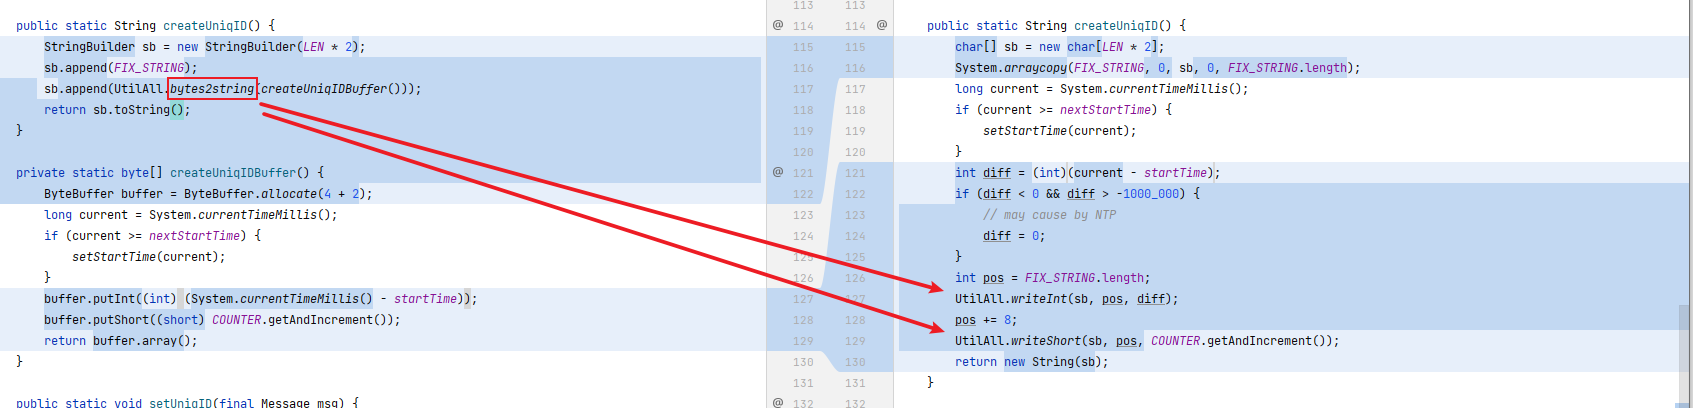 113 113
public static String createUniqID() {
@ 114 114 @
public static String createUniqID() {
StringBuilder sb = new StringBuilder(LEN * 2);
115 115
char[] sb = new char[LEN * 2];
sb.append(FIX_STRING);
116 116
System.arraycopy(FIX_STRING, 0, sb, 0, FIX_STRING.length);
sb.append(UtilAll.bytes2string(createUniqIDBuffer()));
117 117
long current = System.currentTimeMillis();
return sb.toString();
118 118
if (current >= nextStartTime) {
}
119 119
setStartTime(current);
120 120
}
private static byte[] createUniqIDBuffer() {
@ 121 121
int diff = (int)(current - startTime);
ByteBuffer buffer = ByteBuffer.allocate(4 + 2);
122 122
if (diff < 0 && diff > -1000_000) {
long current = System.currentTimeMillis();
123 123
// may cause by NTP
if (current >= nextStartTime) {
124 124
diff = 0;
setStartTime(current);
125 125
}
}
126 126
int pos = FIX_STRING.length;
buffer.putInt((int) (System.currentTimeMillis() - startTime));
127 127
UtilAll.writeInt(sb, pos, diff);
buffer.putShort((short) COUNTER.getAndIncrement());
128 128
pos += 8;
return buffer.array();
129 129
UtilAll.writeShort(sb, pos, COUNTER.getAndIncrement());
}
130 130
return new String(sb);
131 131
}
public static void setUniqID(final Message msg) {
@ 132 132